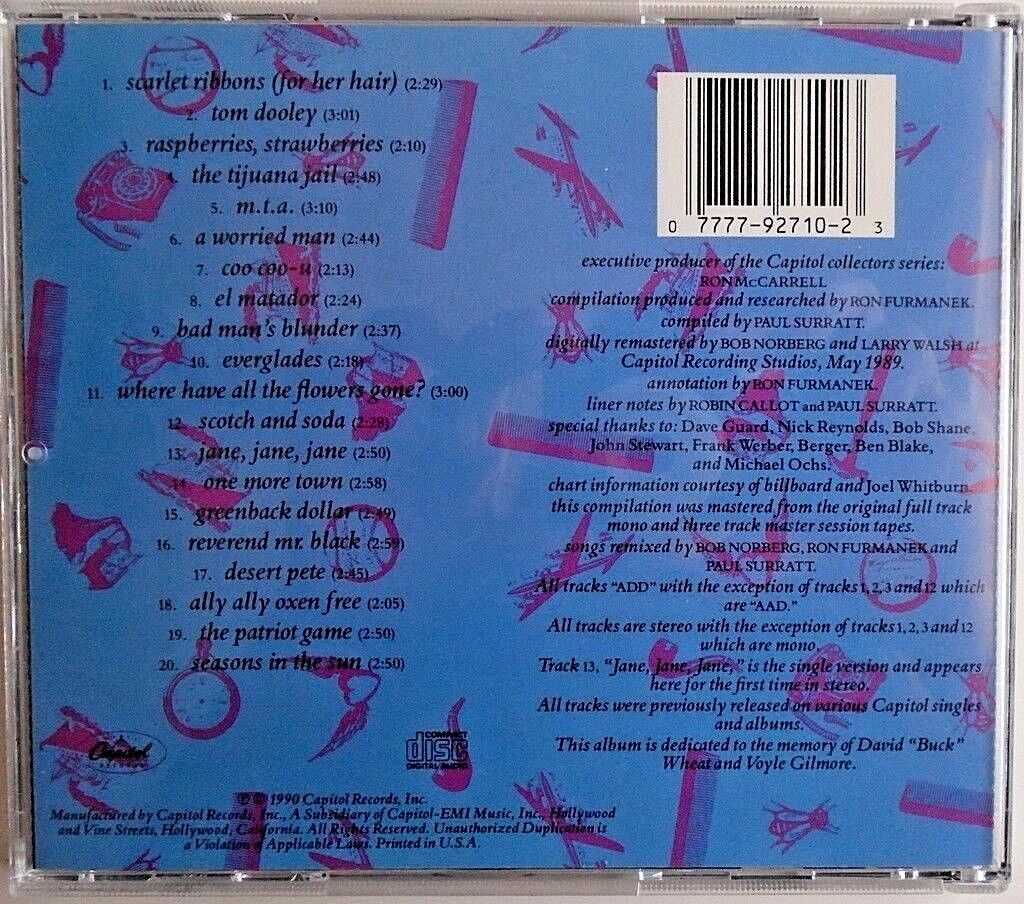 1. scarlet ribbons (for her hair) (2:29)
2. tom dooley (3:01)
3. raspberries, strawberries (2:10)
4. the tijuana jail (2:48)
5. m.t.a. (3:10)
6. a worried man (2:44)
7. coo coo-u (2:13)
8. el matador (2:24)
9. bad man's blunder (2:37)
10. everglades (2:18)
11. where have all the flowers gone? (3:00)
12. scotch and soda (2:28)
13. jane, jane, jane (2:50)
14. one more town (2:58)
15. greenback dollar (2:49)
16. reverend mr. black (2:59)
17. desert pete (2:45)
18. ally ally oxen free (2:05)
19. the patriot game (2:50)
20. seasons in the sun (2:50)
0 7777-92710-2 3
executive producer of the Capitol collectors series:
RON McCARRELL
compilation produced and researched by RON FURMANEK.
compiled by PAUL SURRATT.
digitally remastered by BOB NORBERG and LARRY WALSH at
Capitol Recording Studios, May 1989.
annotation by RON FURMANEK.
liner notes by ROBIN CALLOT and PAUL SURRATT.
special thanks to: Dave Guard, Nick Reynolds, Bob Shane,
John Stewart, Frank Werber, Berger, Ben Blake,
and Michael Ochs.
chart information courtesy of billboard and Joel Whitburn.
this compilation was mastered from the original full track
mono and three track master session tapes.
songs remixed by BOB NORBERG, RON FURMANEK and
PAUL SURRATT.
All tracks "ADD" with the exception of tracks 1, 2, 3 and 12 which
are "AAD."
All tracks are stereo with the exception of tracks 1, 2, 3 and 12
which are mono.
Track 13, "Jane, Jane, Jane," is the single version and appears
here for the first time in stereo.
All tracks were previously released on various Capitol singles
and albums.
This album is dedicated to the memory of David "Buck"
Wheat and Voyle Gilmore.
Capitol
COMPACT
disc
DIGITAL AUDIO
℗ © 1990 Capitol Records, Inc.
Manufactured by Capitol Records, Inc., A Subsidiary of Capitol-EMI Music, Inc., Hollywood
and Vine Streets, Hollywood, California. All Rights Reserved. Unauthorized Duplication is
a Violation of Applicable Laws. Printed in U.S.A.